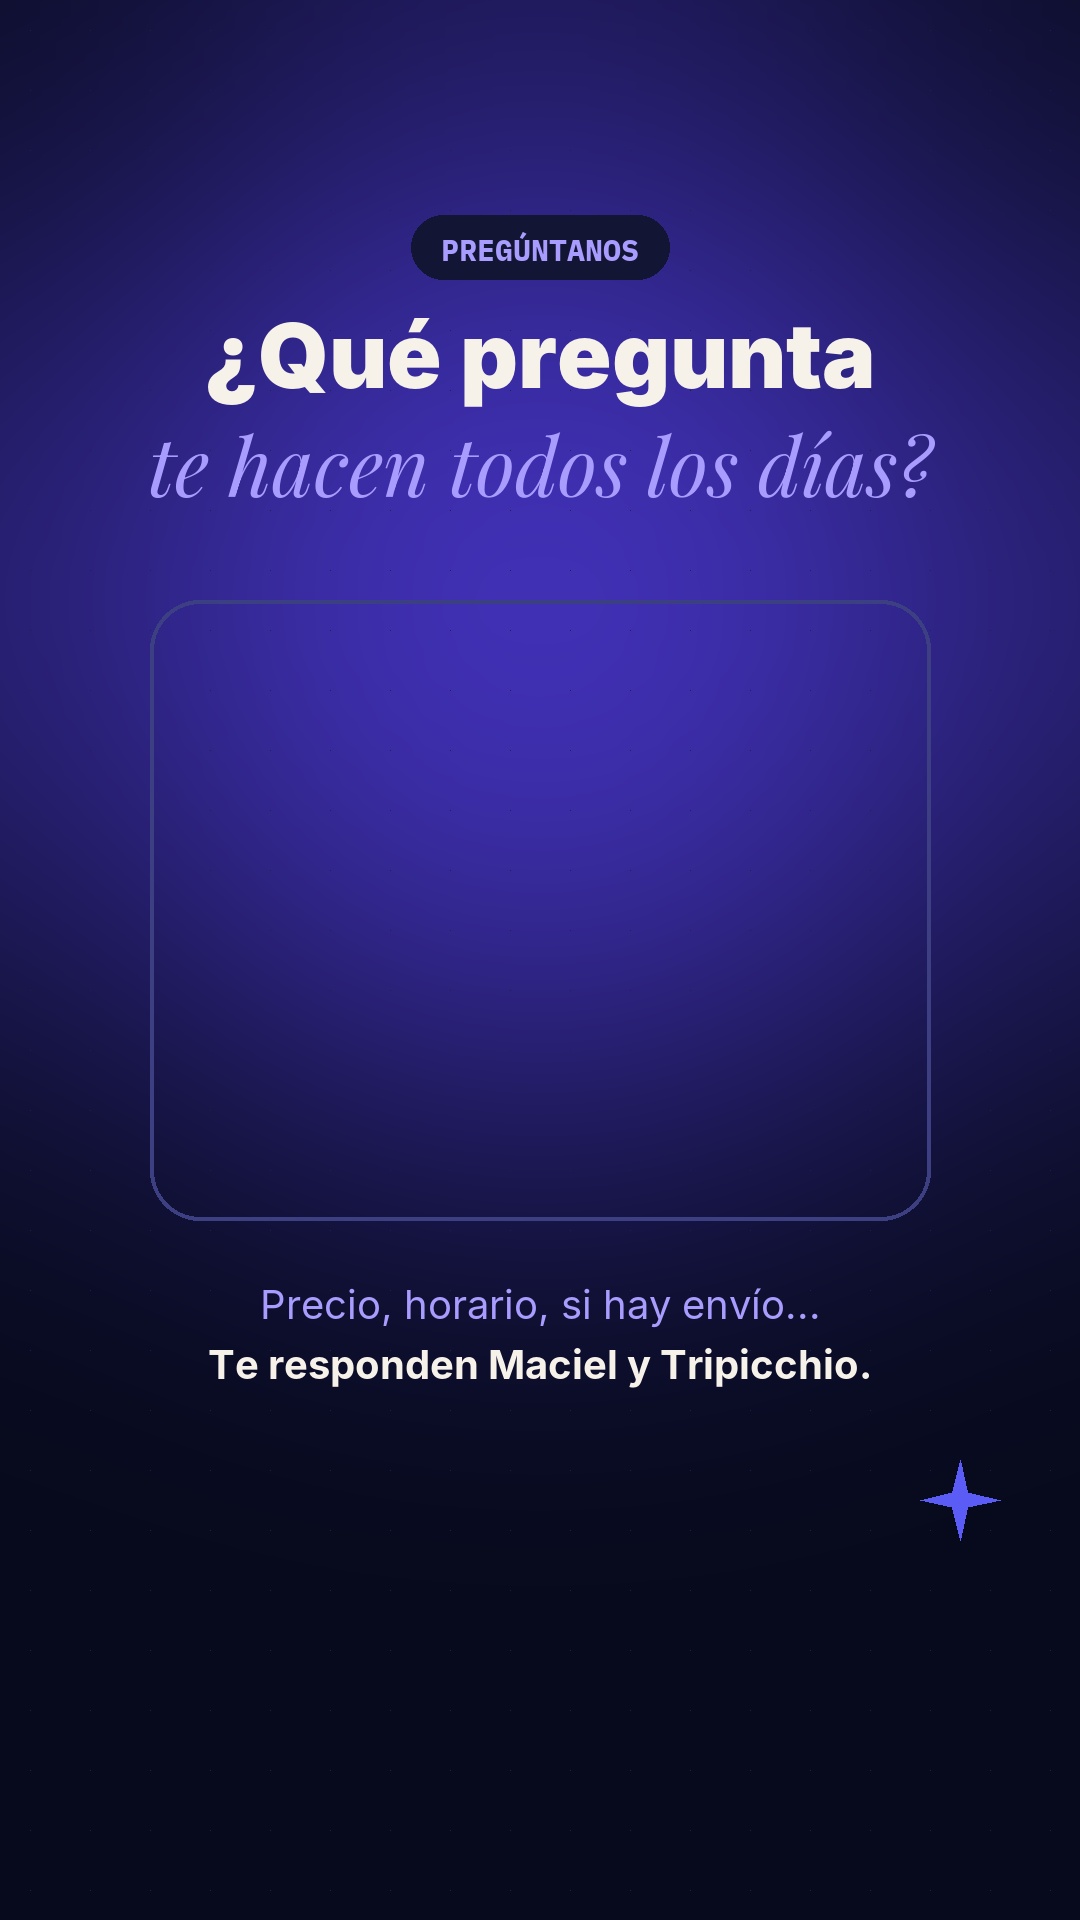 PREGÚNTANOS
¿Qué pregunta
te hacen todos los días?
Precio, horario, si hay envío...
Te responden Maciel y Tripicchio.